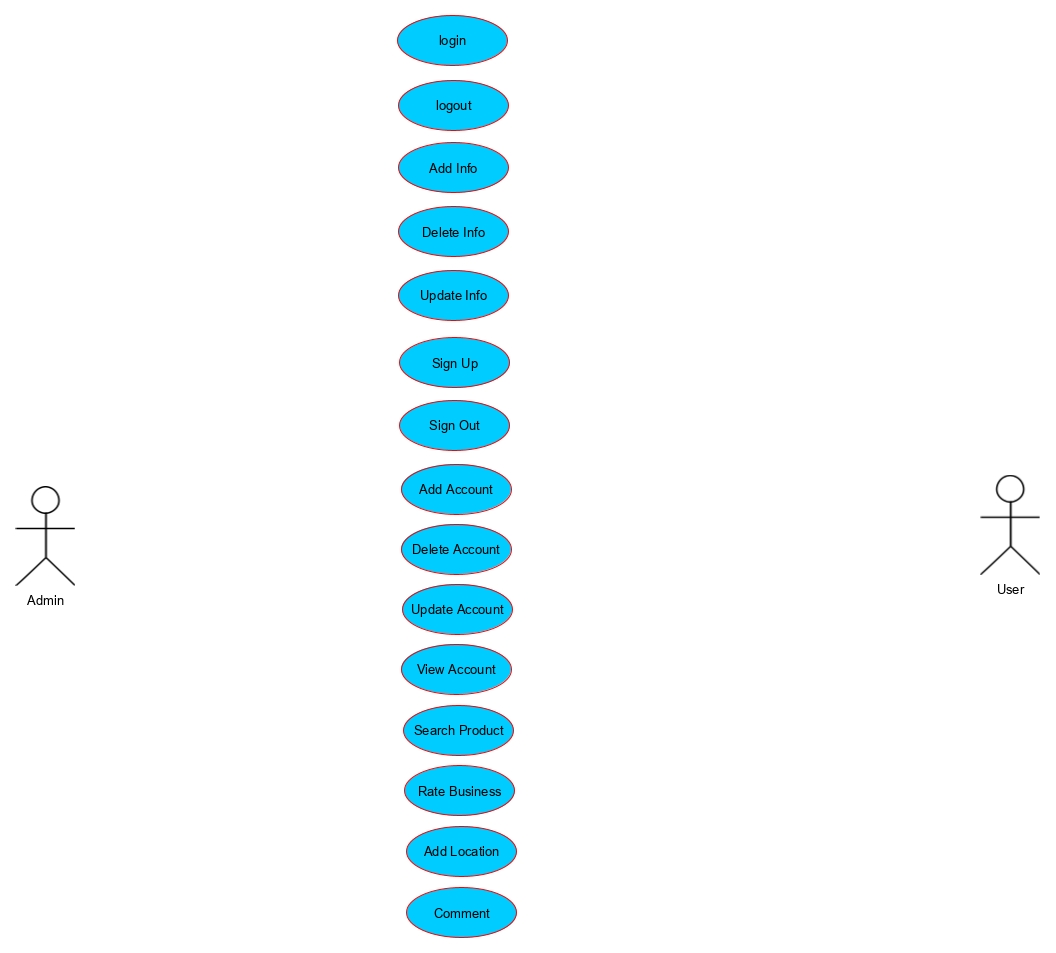 login
logout
Add Info
Delete Info
Update Info
Sign Up
Sign Out
Add Account
Delete Account
Update Account
View Account
Search Product
Rate Business
Add Location
Comment
Admin
User